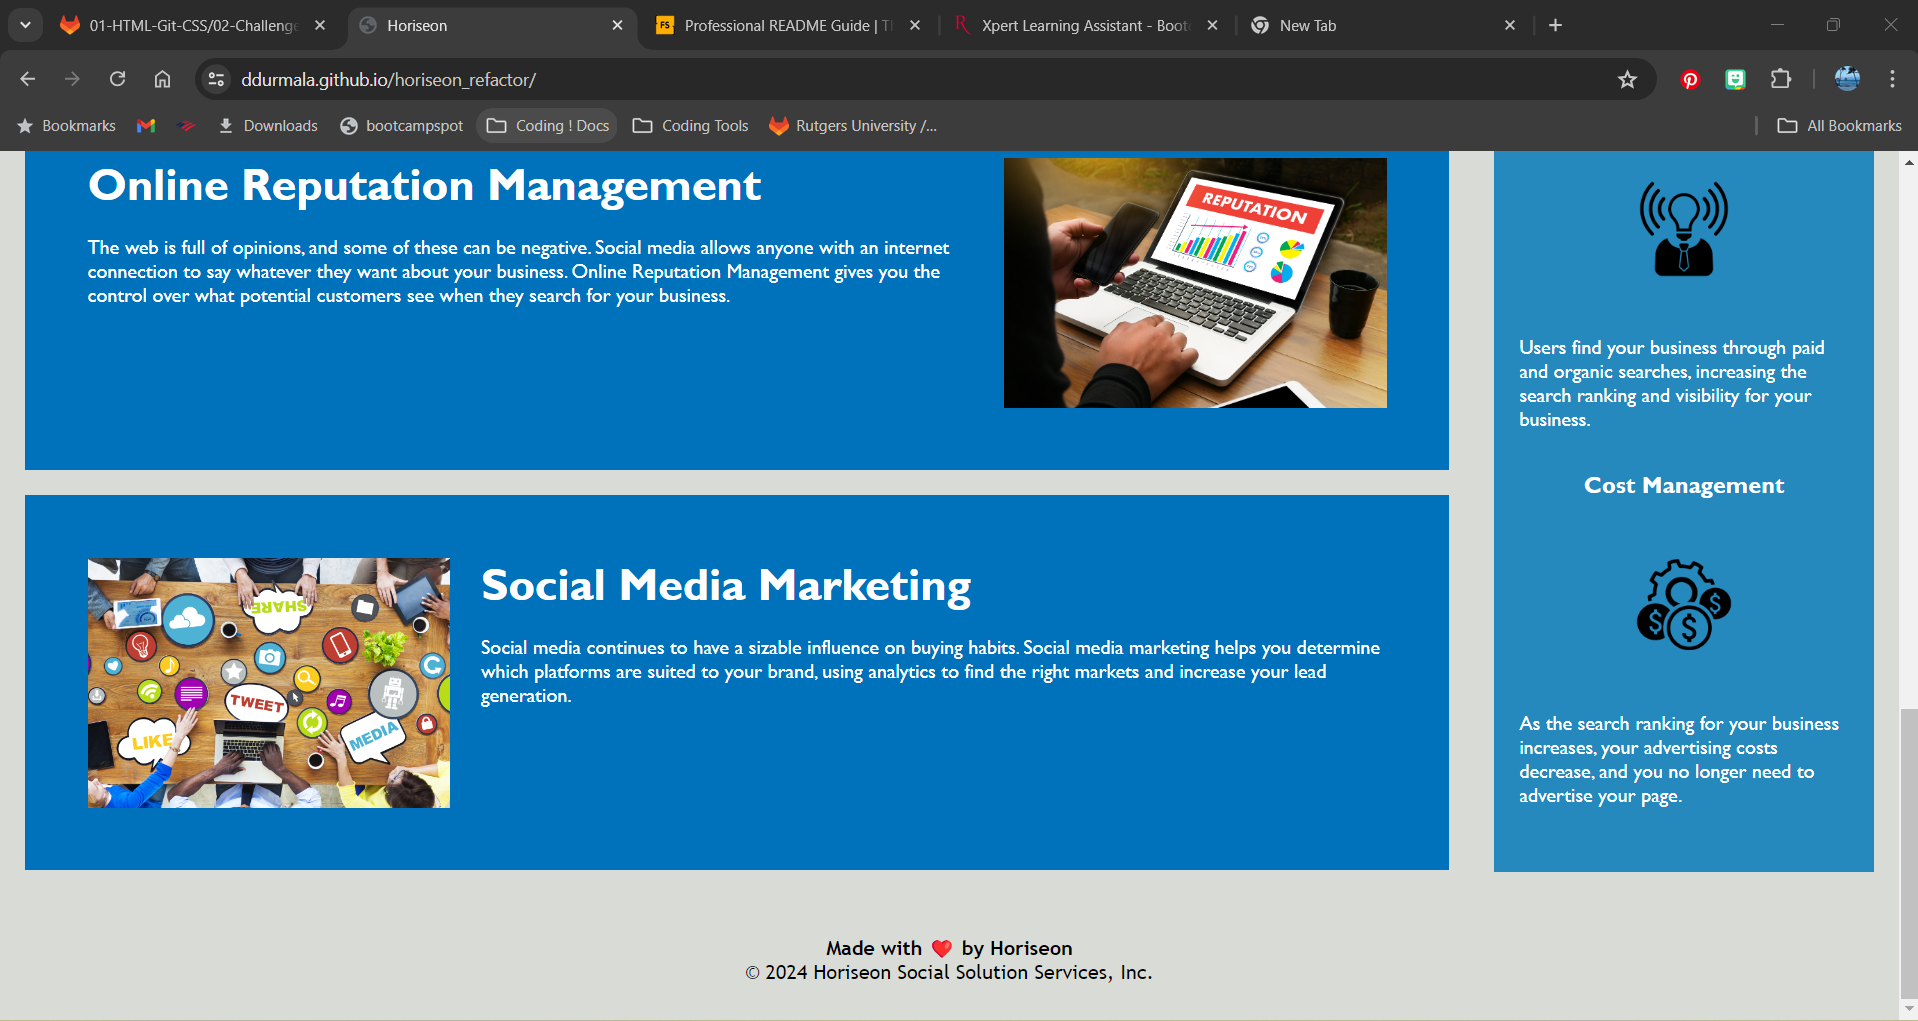 01-HTML-Git-CSS/02-Challenge
Horiseon
FS
Professional README Guide | Th
R
Xpert Learning Assistant - Boot
New Tab
ddurmala.github.io/horiseon_refactor/
Bookmarks
Downloads
bootcampspot
Coding ! Docs
Coding Tools
Rutgers University /...
All Bookmarks
Online Reputation Management
The web is full of opinions, and some of these can be negative. Social media allows anyone with an internet
connection to say whatever they want about your business. Online Reputation Management gives you the
control over what potential customers see when they search for your business.
REPUTATION
Users find your business through paid
and organic searches, increasing the
search ranking and visibility for your
business.
Cost Management
$
$
$
As the search ranking for your business
increases, your advertising costs
decrease, and you no longer need to
advertise your page.
SHARE
TWEET
LIKE
MEDIA
Social Media Marketing
Social media continues to have a sizable influence on buying habits. Social media marketing helps you determine
which platforms are suited to your brand, using analytics to find the right markets and increase your lead
generation.
Made with ❤️ by Horiseon
© 2024 Horiseon Social Solution Services, Inc.